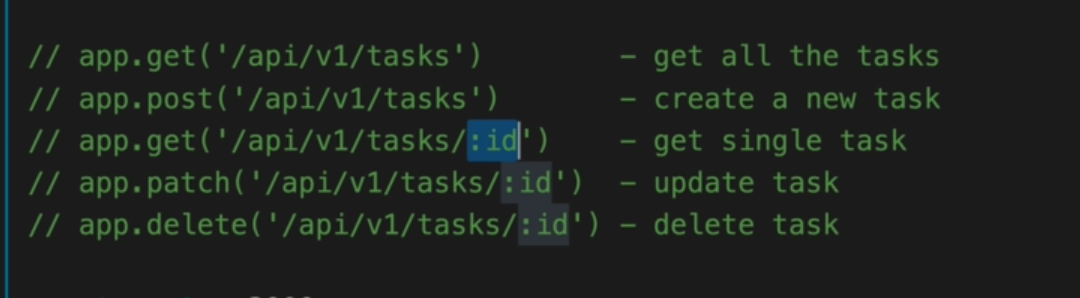 // app.get('/api/v1/tasks')        - get all the tasks
// app.post('/api/v1/tasks')       - create a new task
// app.get('/api/v1/tasks/:id')    - get single task
// app.patch('/api/v1/tasks/:id')  - update task
// app.delete('/api/v1/tasks/:id') - delete task